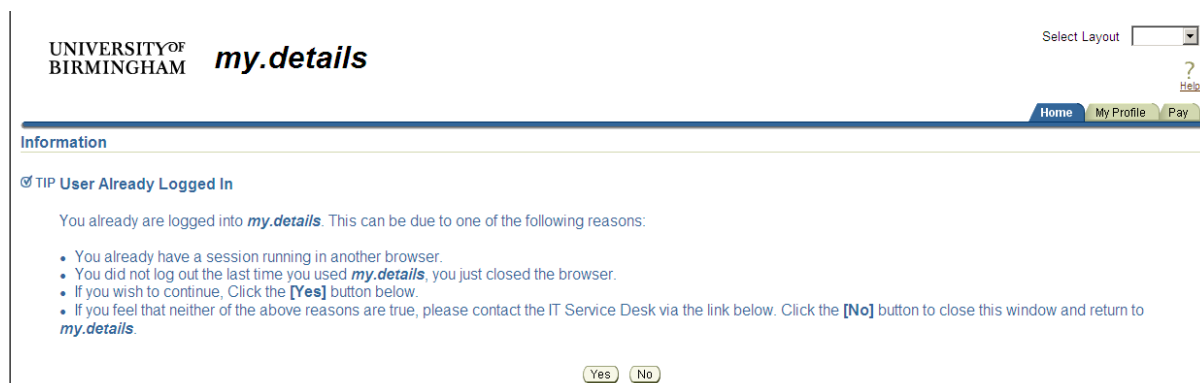 Select Layout
UNIVERSITY OF
BIRMINGHAM
my.details
?
Help
Home My Profile Pay
Information
TIP User Already Logged In
You already are logged into my.details. This can be due to one of the following reasons:
• You already have a session running in another browser.
• You did not log out the last time you used my.details, you just closed the browser.
• If you wish to continue, Click the [Yes] button below.
• If you feel that neither of the above reasons are true, please contact the IT Service Desk via the link below. Click the [No] button to close this window and return to
my.details.
Yes No